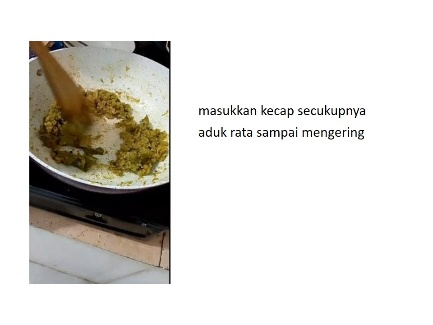 masukkan kecap secukupnya
aduk rata sampai mengering